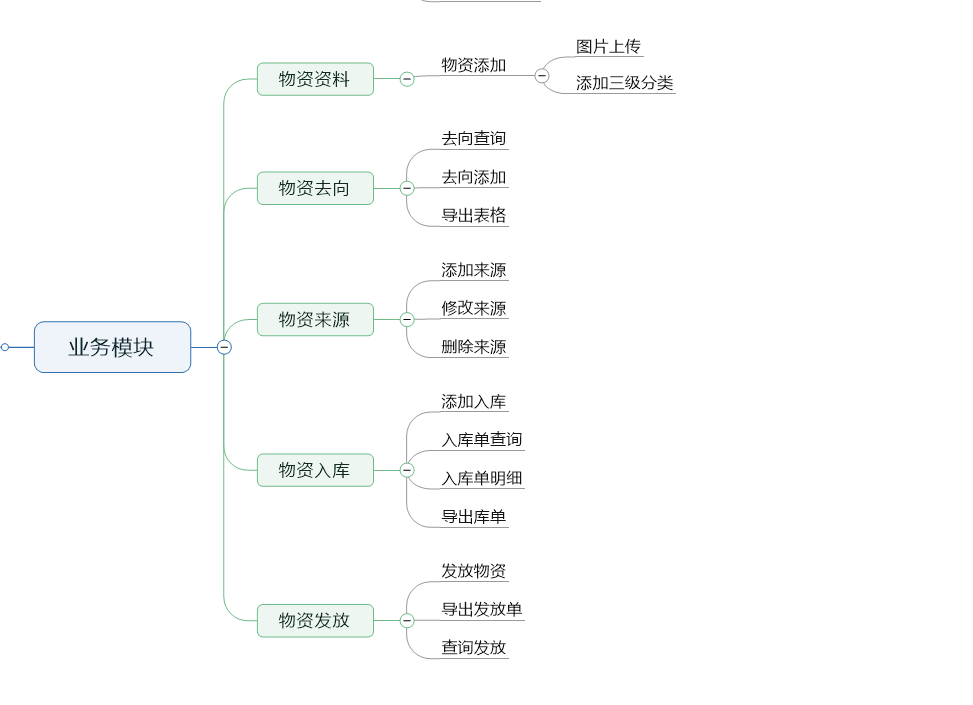 业务模块
物资资料
物资添加
图片上传
添加三级分类
物资去向
去向查询
去向添加
导出表格
物资来源
添加来源
修改来源
删除来源
物资入库
添加入库
入库单查询
入库单明细
导出库单
物资发放
发放物资
导出发放单
查询发放